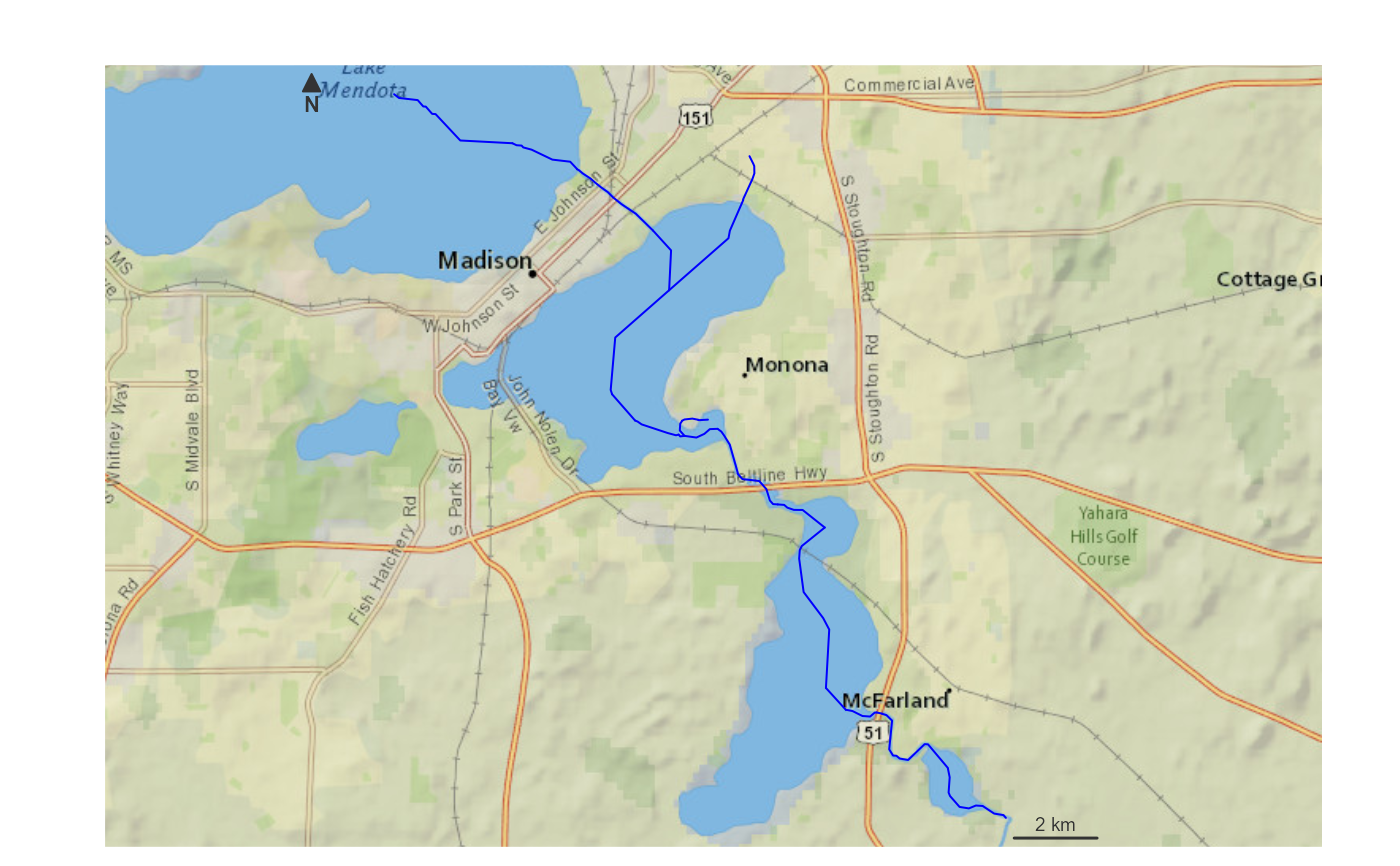 Lake
Mendota
N
Ave
Commercial Ave
151
E Johnson St
S Stoughton Rd
Madison
Cottage Gr
P MS
ve
W Johnson St
S Stoughton Rd
Monona
John Nolen Dr
Bay Vw
S Midvale Blvd
S Whitney Way
South Beltline Hwy
S Park St
Fish Hatchery Rd
Yahara
Hills Golf
Course
ona Rd
McFarland
51
2 km